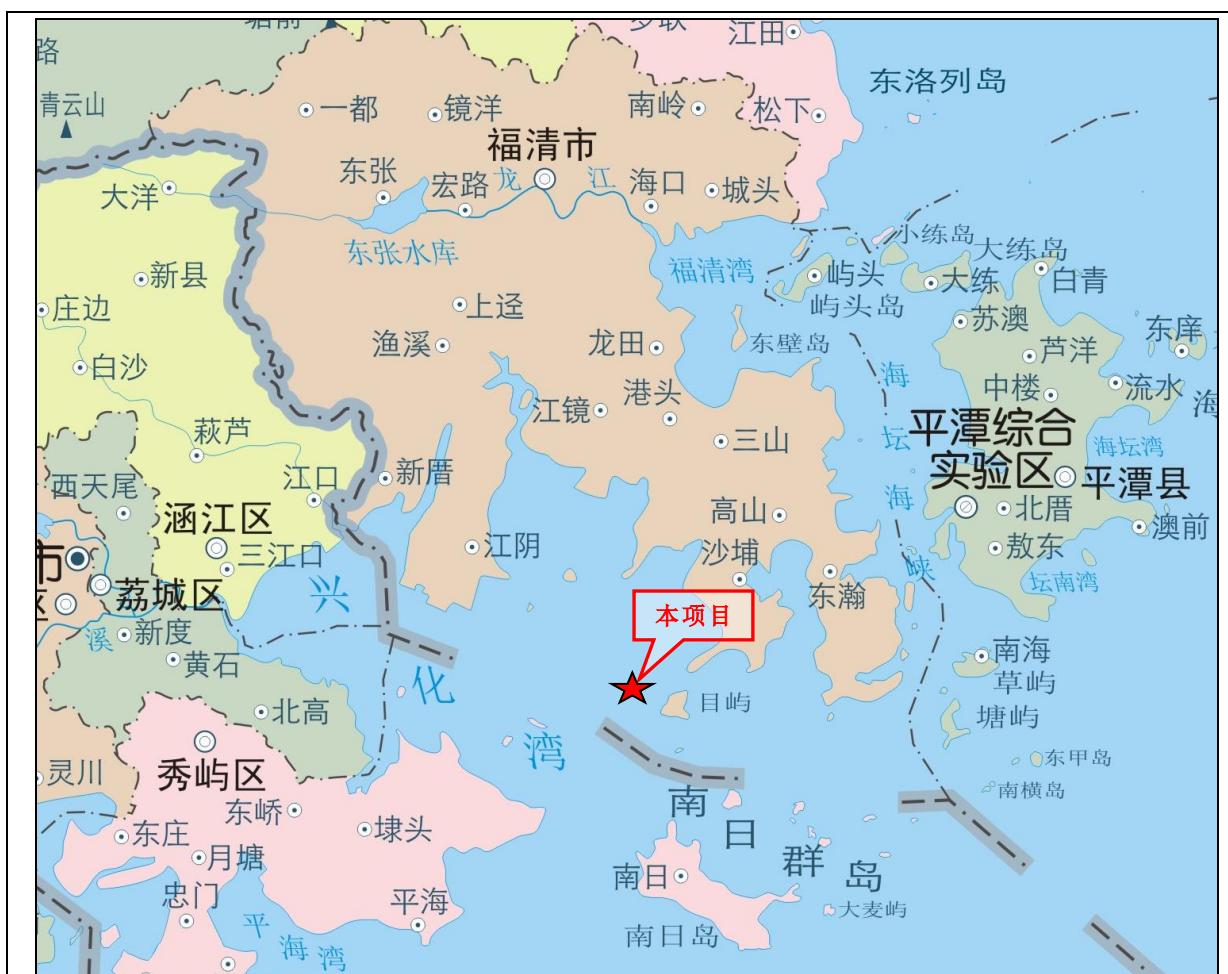 江田
路
东洛列岛
青云山
一都
镜洋
南岭
松下
福清市
东张
宏路
龙江
海口
城头
大洋
东张水库
福清湾
小练岛
大练岛
屿头
大练
白青
新县
屿头岛
庄边
上迳
苏澳
渔溪
龙田
东壁岛
东庠
芦洋
白沙
海坛海峡
中楼
流水
海
江镜
港头
平潭综合
实验区
三山
海坛湾
萩芦
新厝
江口
平潭县
西天尾
高山
北厝
涵江区
江阴
澳前
沙埔
敖东
三江口
市
荔城区
区
东瀚
坛南湾
兴化湾
本项目
溪
新度
黄石
南海
草屿
目屿
塘屿
北高
秀屿区
灵川
东甲岛
南横岛
南日群岛
东峤
埭头
东庄
月塘
忠门
南日
平海
大麦屿
平海湾
南日岛